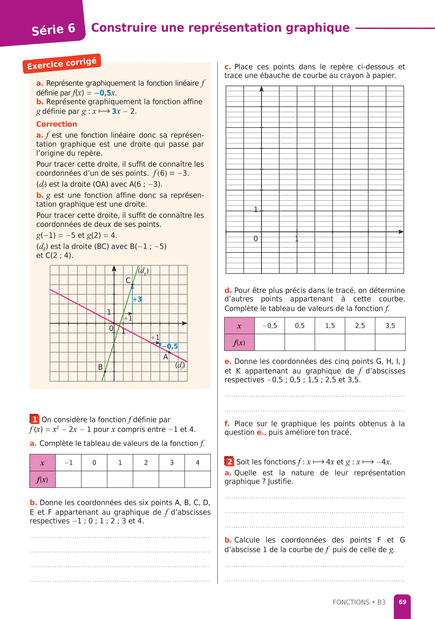 Série 6
Construire une représentation graphique
Exercice corrigé
a. Représente graphiquement la fonction linéaire f
définie par f(x) = −0,5x.
b. Représente graphiquement la fonction affine
g définie par g : x ⟼ 3x − 2.
Correction
a. f est une fonction linéaire donc sa représen-
tation graphique est une droite qui passe par
l'origine du repère.
Pour tracer cette droite, il suffit de connaître les
coordonnées d'un de ses points. f(6) = −3.
(df) est la droite (OA) avec A(6 ; −3).
b. g est une fonction affine donc sa représen-
tation graphique est une droite.
Pour tracer cette droite, il suffit de connaître les
coordonnées de deux de ses points.
g(−1) = −5 et g(2) = 4.
(dg) est la droite (BC) avec B(−1 ; −5)
et C(2 ; 4).
(dg)
C
+3
1
+1
0
1
+1
−0,5
A
B
(df)
1 On considère la fonction f définie par
f(x) = x² − 2x − 1 pour x compris entre −1 et 4.
a. Complète le tableau de valeurs de la fonction f.
x −1 0 1 2 3 4
f(x)
b. Donne les coordonnées des six points A, B, C, D,
E et F appartenant au graphique de f d'abscisses
respectives −1 ; 0 ; 1 ; 2 ; 3 et 4.
c. Place ces points dans le repère ci-dessous et
trace une ébauche de courbe au crayon à papier.
1
0
1
d. Pour être plus précis dans le tracé, on détermine
d'autres points appartenant à cette courbe.
Complète le tableau de valeurs de la fonction f.
x −0,5 0,5 1,5 2,5 3,5
f(x)
e. Donne les coordonnées des cinq points G, H, I, J
et K appartenant au graphique de f d'abscisses
respectives −0,5 ; 0,5 ; 1,5 ; 2,5 et 3,5.
f. Place sur le graphique les points obtenus à la
question e., puis améliore ton tracé.
2 Soit les fonctions f : x ⟼ 4x et g : x ⟼ −4x.
a. Quelle est la nature de leur représentation
graphique ? Justifie.
b. Calcule les coordonnées des points F et G
d'abscisse 1 de la courbe de f puis de celle de g.
FONCTIONS • B3
69